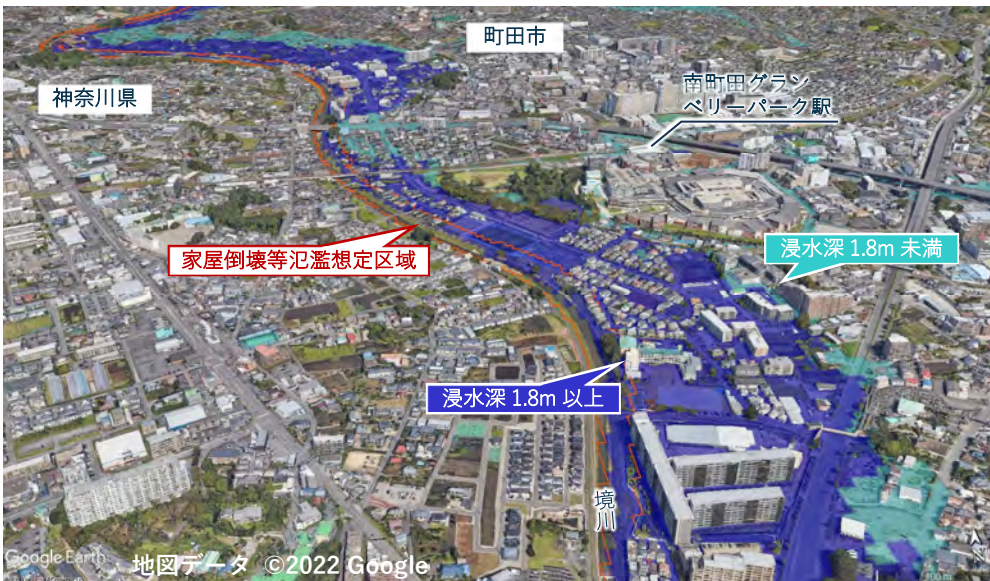 町田市
神奈川県
南町田グラン
ベリーパーク駅
家屋倒壊等氾濫想定区域
浸水深 1.8m 未満
浸水深 1.8m 以上
境川
Google Earth
地図データ ©2022 Google